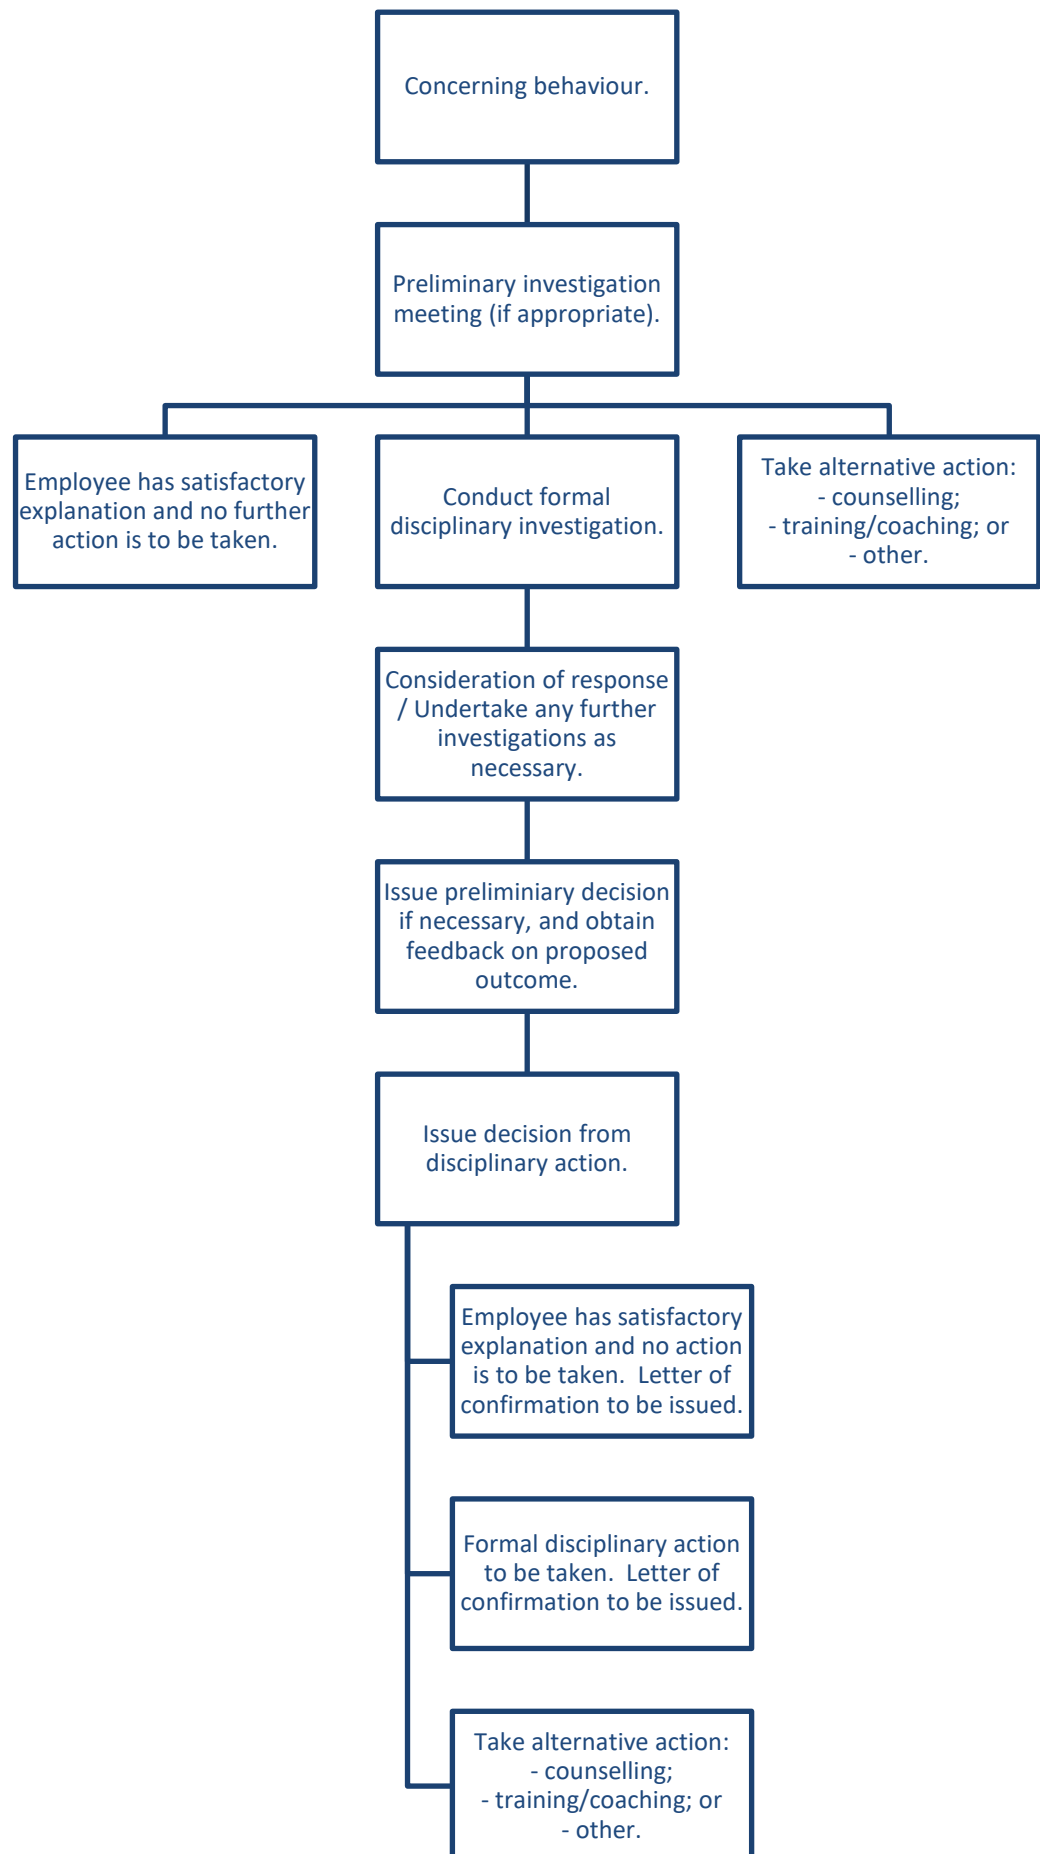 Concerning behaviour.
Preliminary investigation
meeting (if appropriate).
Employee has satisfactory
explanation and no further
action is to be taken.
Conduct formal
disciplinary investigation.
Take alternative action:
- counselling;
- training/coaching; or
- other.
Consideration of response
/ Undertake any further
investigations as
necessary.
Issue preliminiary decision
if necessary, and obtain
feedback on proposed
outcome.
Issue decision from
disciplinary action.
Employee has satisfactory
explanation and no action
is to be taken.  Letter of
confirmation to be issued.
Formal disciplinary action
to be taken.  Letter of
confirmation to be issued.
Take alternative action:
- counselling;
- training/coaching; or
- other.